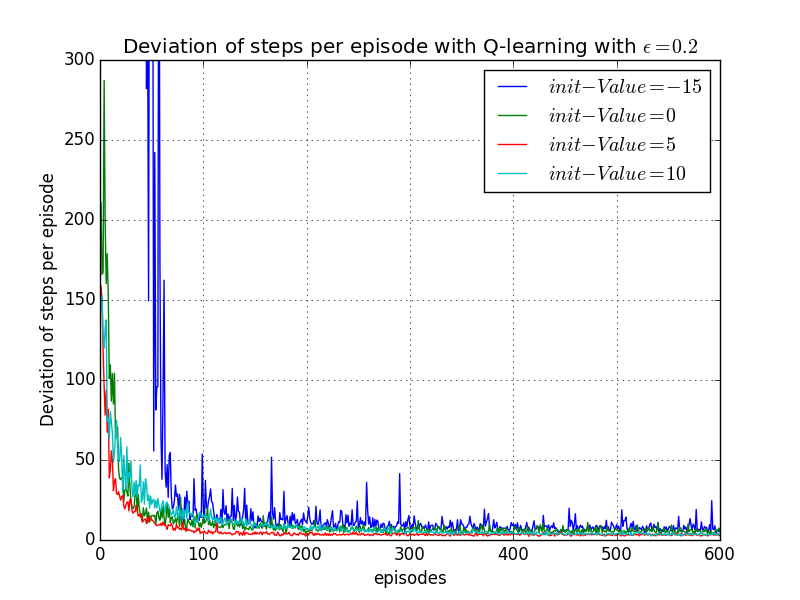 Deviation of steps per episode with Q-learning with ϵ=0.2
300
250
200
150
100
50
0
Deviation of steps per episode
init−Value=−15
init−Value=0
init−Value=5
init−Value=10
0 100 200 300 400 500 600
episodes